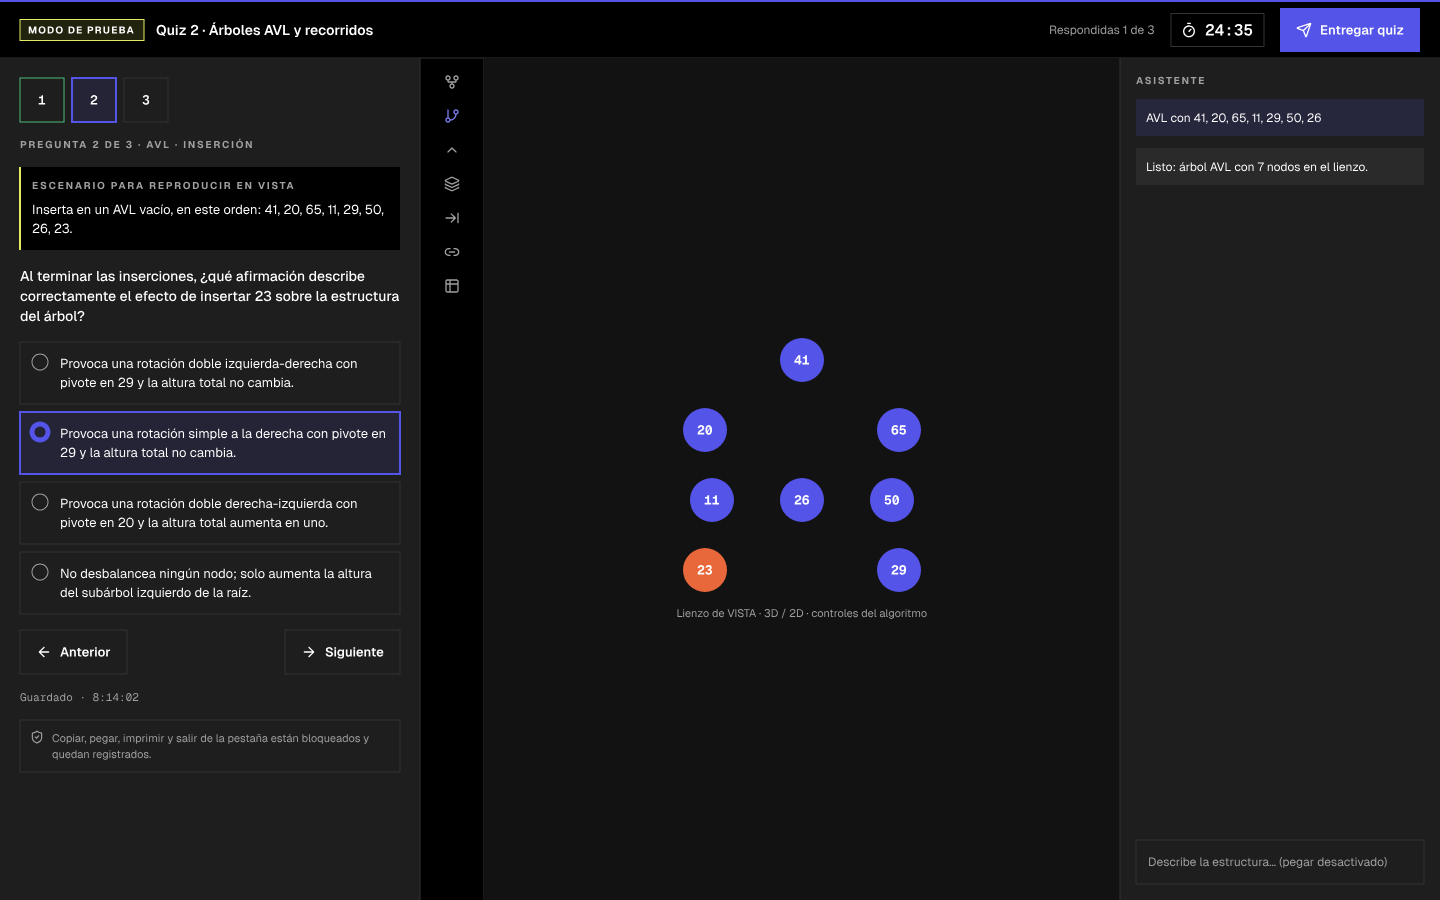 MODO DE PRUEBA
Quiz 2 · Árboles AVL y recorridos
Respondidas 1 de 3
24:35
Entregar quiz
1
2
3
PREGUNTA 2 DE 3 · AVL · INSERCIÓN
ESCENARIO PARA REPRODUCIR EN VISTA
Inserta en un AVL vacío, en este orden: 41, 20, 65, 11, 29, 50,
26, 23.
Al terminar las inserciones, ¿qué afirmación describe
correctamente el efecto de insertar 23 sobre la estructura
del árbol?
Provoca una rotación doble izquierda-derecha con
pivote en 29 y la altura total no cambia.
Provoca una rotación simple a la derecha con pivote en
29 y la altura total no cambia.
Provoca una rotación doble derecha-izquierda con
pivote en 20 y la altura total aumenta en uno.
No desbalancea ningún nodo; solo aumenta la altura
del subárbol izquierdo de la raíz.
Anterior
Siguiente
Guardado · 8:14:02
Copiar, pegar, imprimir y salir de la pestaña están bloqueados y
quedan registrados.
41
20
65
11
26
50
23
29
Lienzo de VISTA · 3D / 2D · controles del algoritmo
ASISTENTE
AVL con 41, 20, 65, 11, 29, 50, 26
Listo: árbol AVL con 7 nodos en el lienzo.
Describe la estructura... (pegar desactivado)